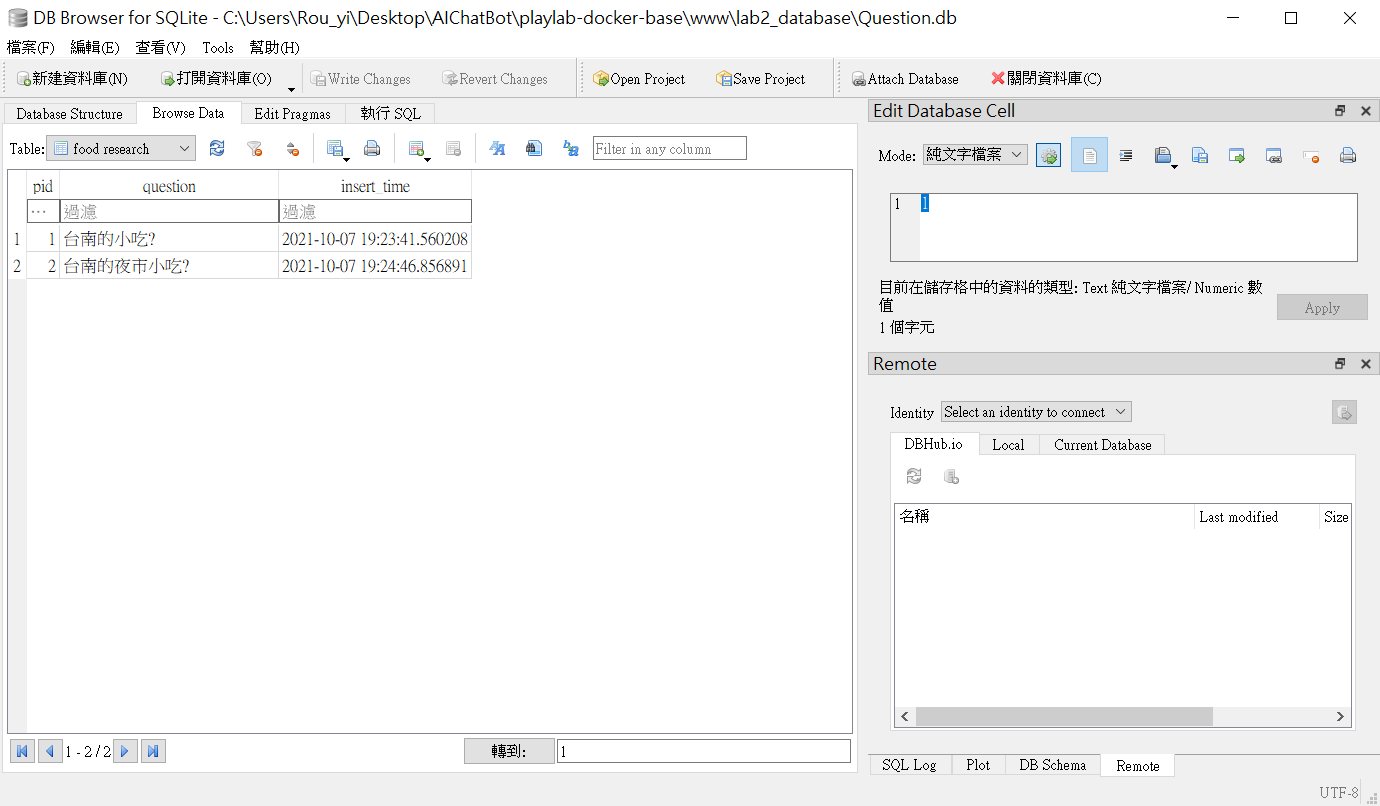 DB Browser for SQLite - C:\Users\Rou_yi\Desktop\AIChatBot\playlab-docker-base\www\lab2_database\Question.db
檔案(F) 編輯(E) 查看(V) Tools 幫助(H)
新建資料庫(N) 打開資料庫(O) Write Changes Revert Changes Open Project Save Project Attach Database 關閉資料庫(C)
Database Structure Browse Data Edit Pragmas 執行 SQL
Table: food research Filter in any column
pid question insert_time
... 過濾 過濾
1 1 台南的小吃? 2021-10-07 19:23:41.560208
2 2 台南的夜市小吃? 2021-10-07 19:24:46.856891
1 - 2 / 2 轉到: 1
Edit Database Cell
Mode: 純文字檔案
1 1
目前在儲存格中的資料的類型: Text 純文字檔案/ Numeric 數
值
1 個字元
Apply
Remote
Identity Select an identity to connect
DBHub.io Local Current Database
名稱 Last modified Size
SQL Log Plot DB Schema Remote
UTF-8